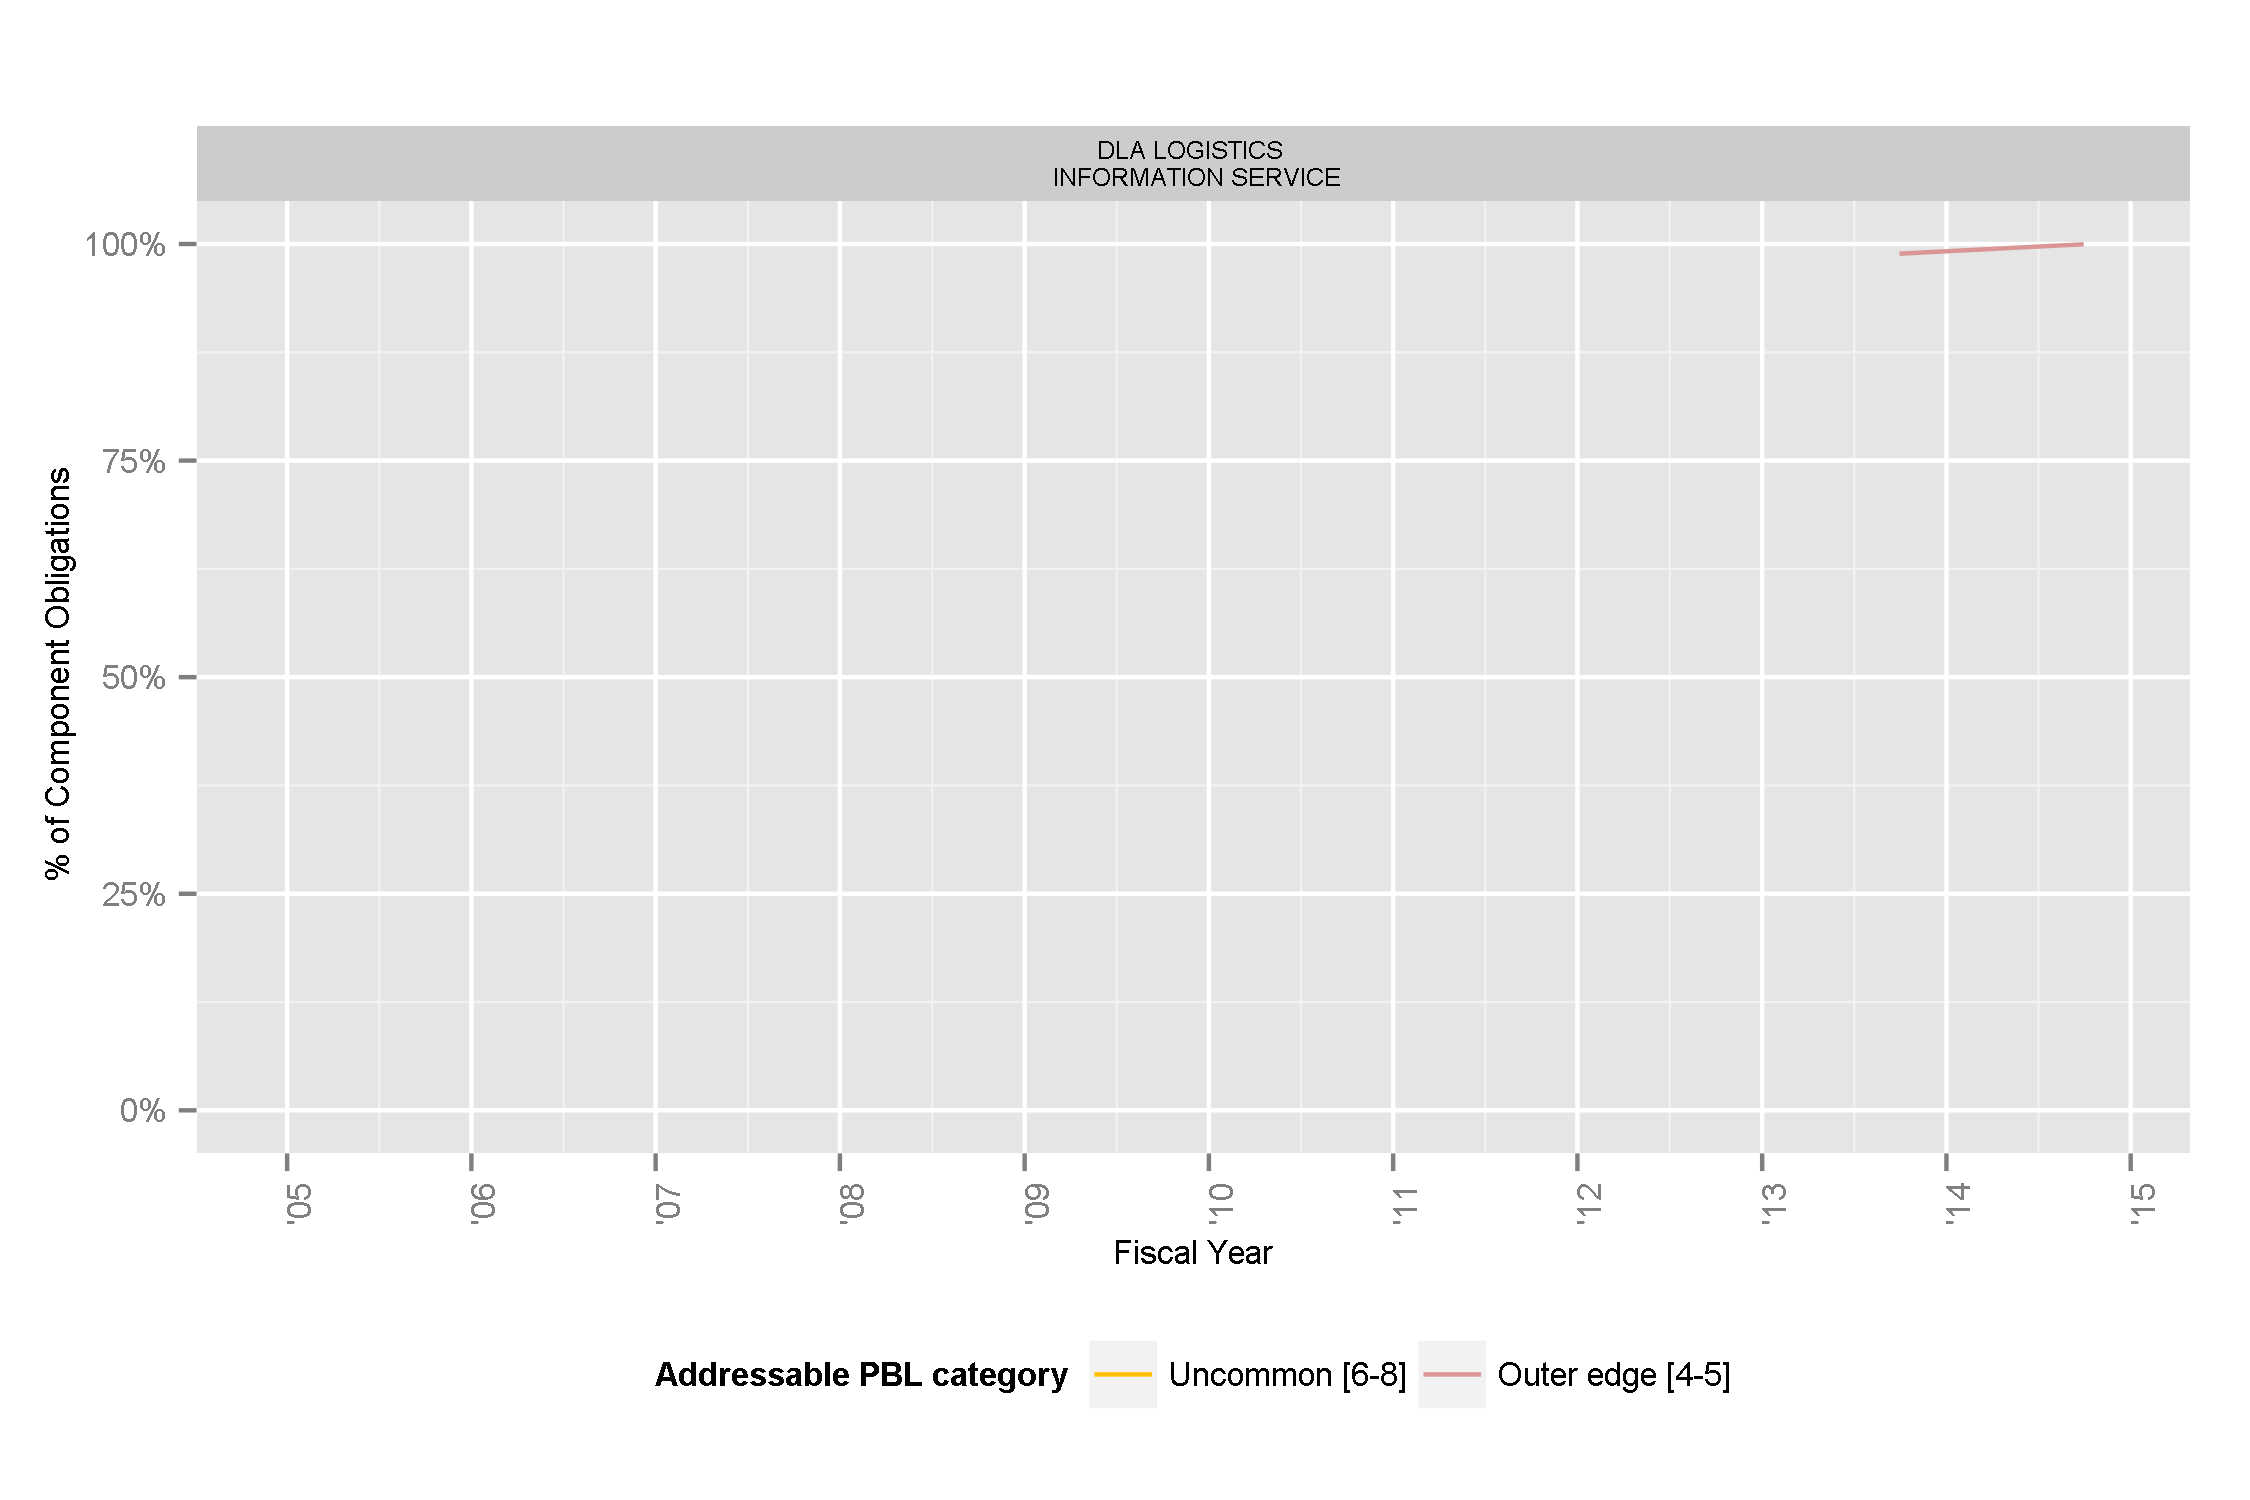 DLA LOGISTICS
INFORMATION SERVICE
100%
75%
50%
25%
0%
% of Component Obligations
'05 '06 '07 '08 '09 '10 '11 '12 '13 '14 '15
Fiscal Year
Addressable PBL category Uncommon [6-8] Outer edge [4-5]